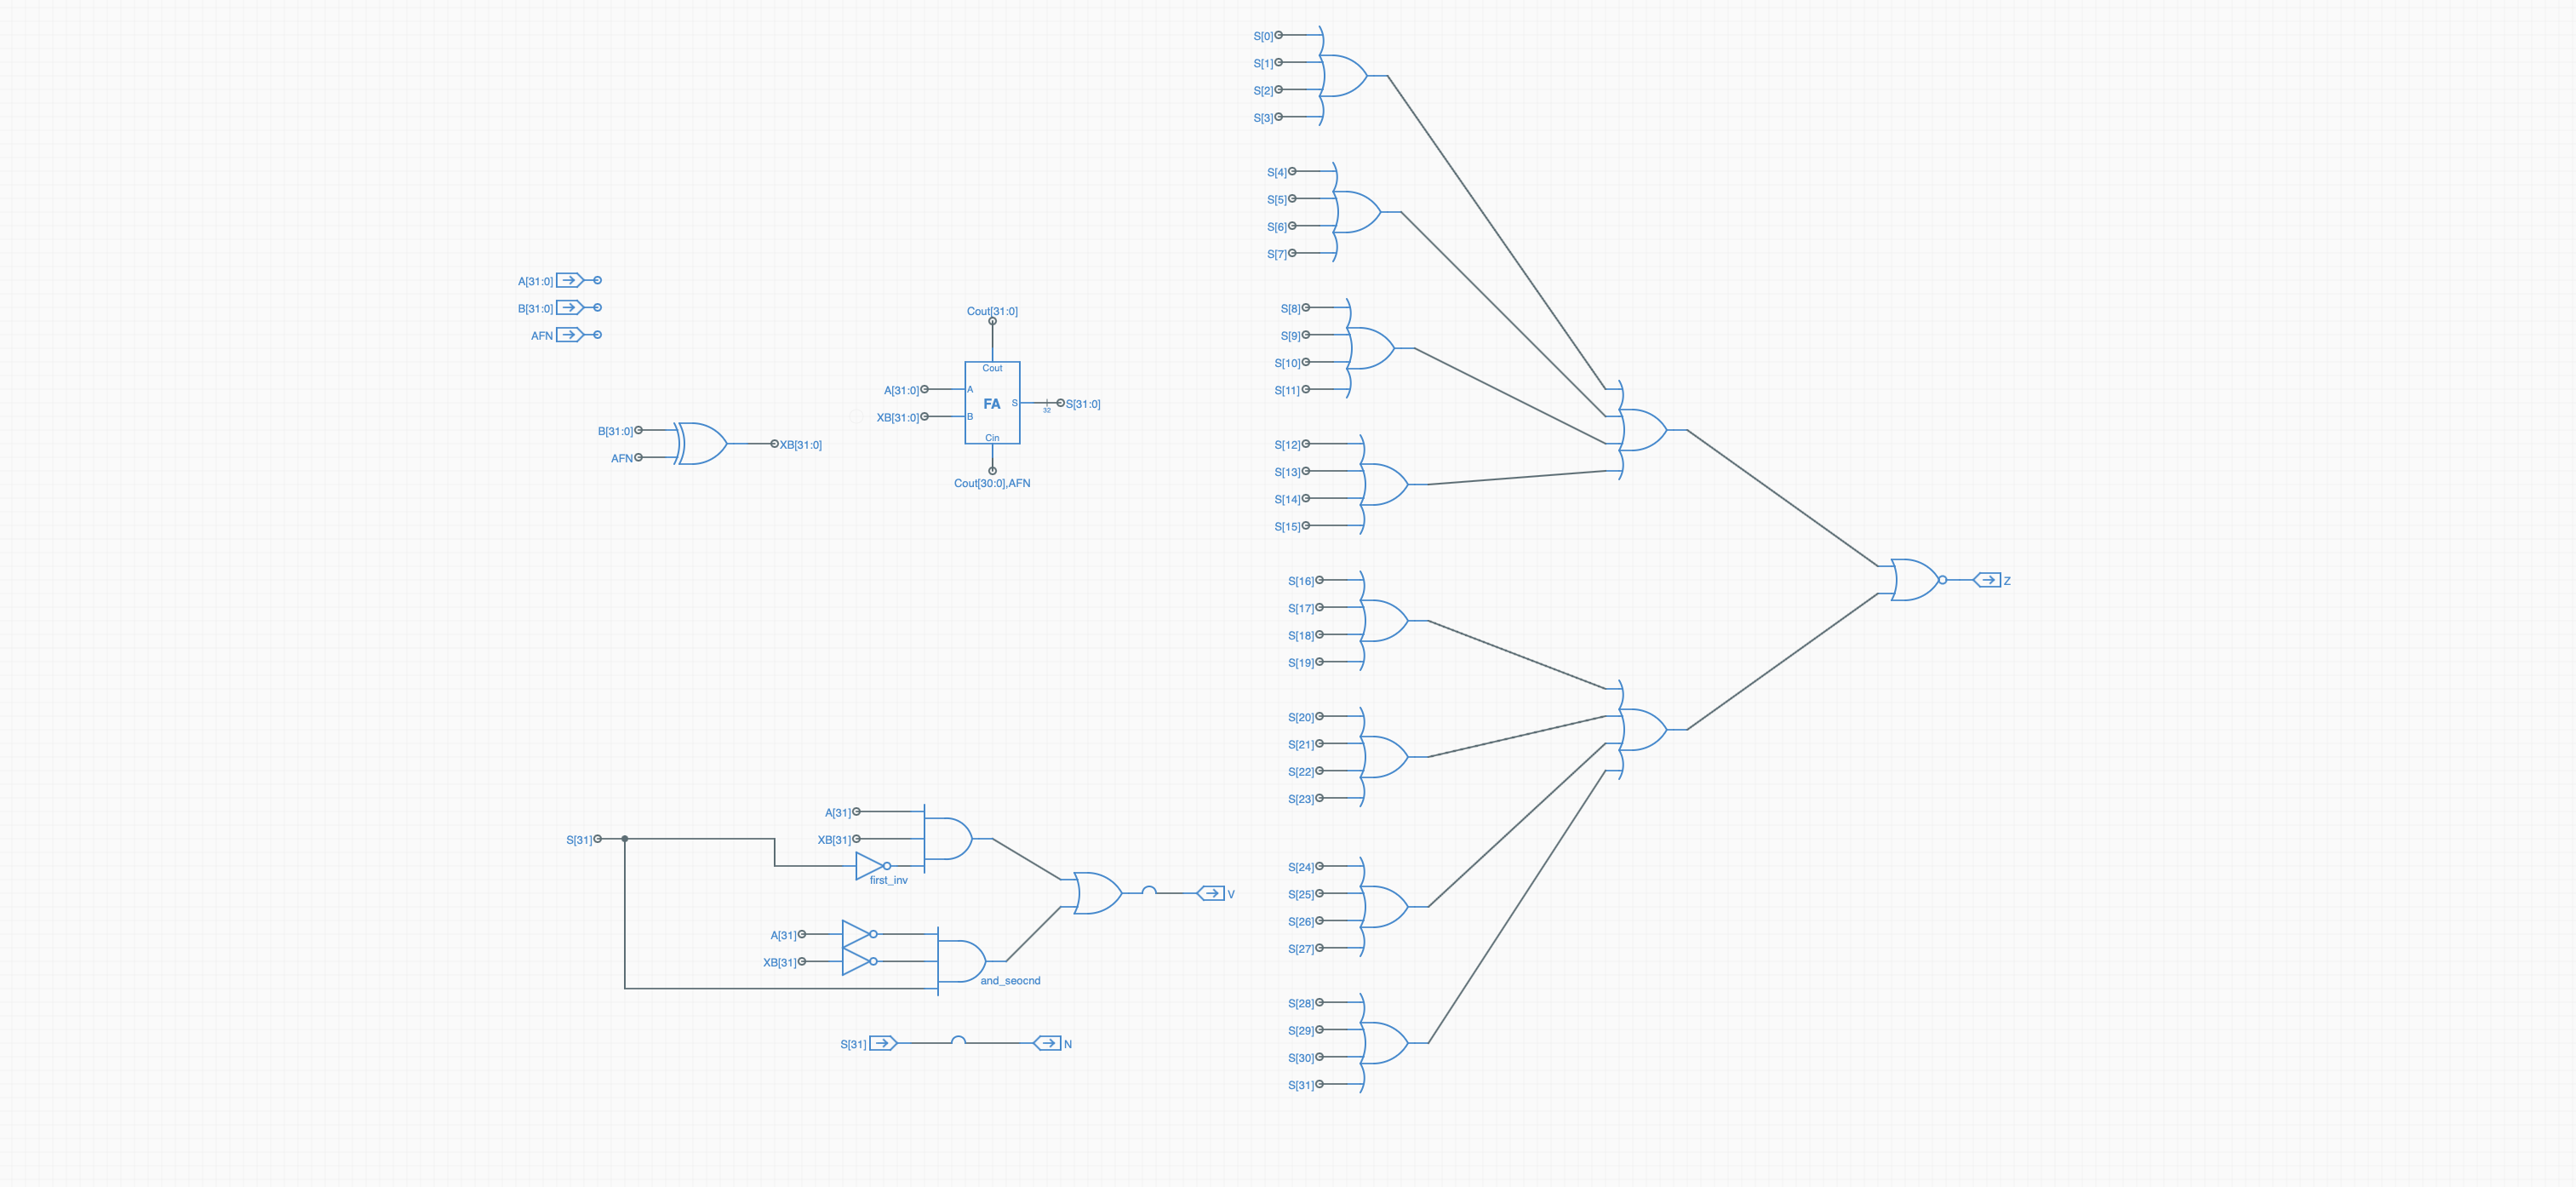 A[31:0]
B[31:0]
AFN
B[31:0]
AFN
XB[31:0]
Cout[31:0]
Cout
A[31:0]
A
FA
S
32
S[31:0]
XB[31:0]
B
Cin
Cout[30:0],AFN
S[31]
A[31]
XB[31]
first_inv
A[31]
XB[31]
and_seocnd
V
S[31]
N
S[0]
S[1]
S[2]
S[3]
S[4]
S[5]
S[6]
S[7]
S[8]
S[9]
S[10]
S[11]
S[12]
S[13]
S[14]
S[15]
S[16]
S[17]
S[18]
S[19]
S[20]
S[21]
S[22]
S[23]
S[24]
S[25]
S[26]
S[27]
S[28]
S[29]
S[30]
S[31]
Z